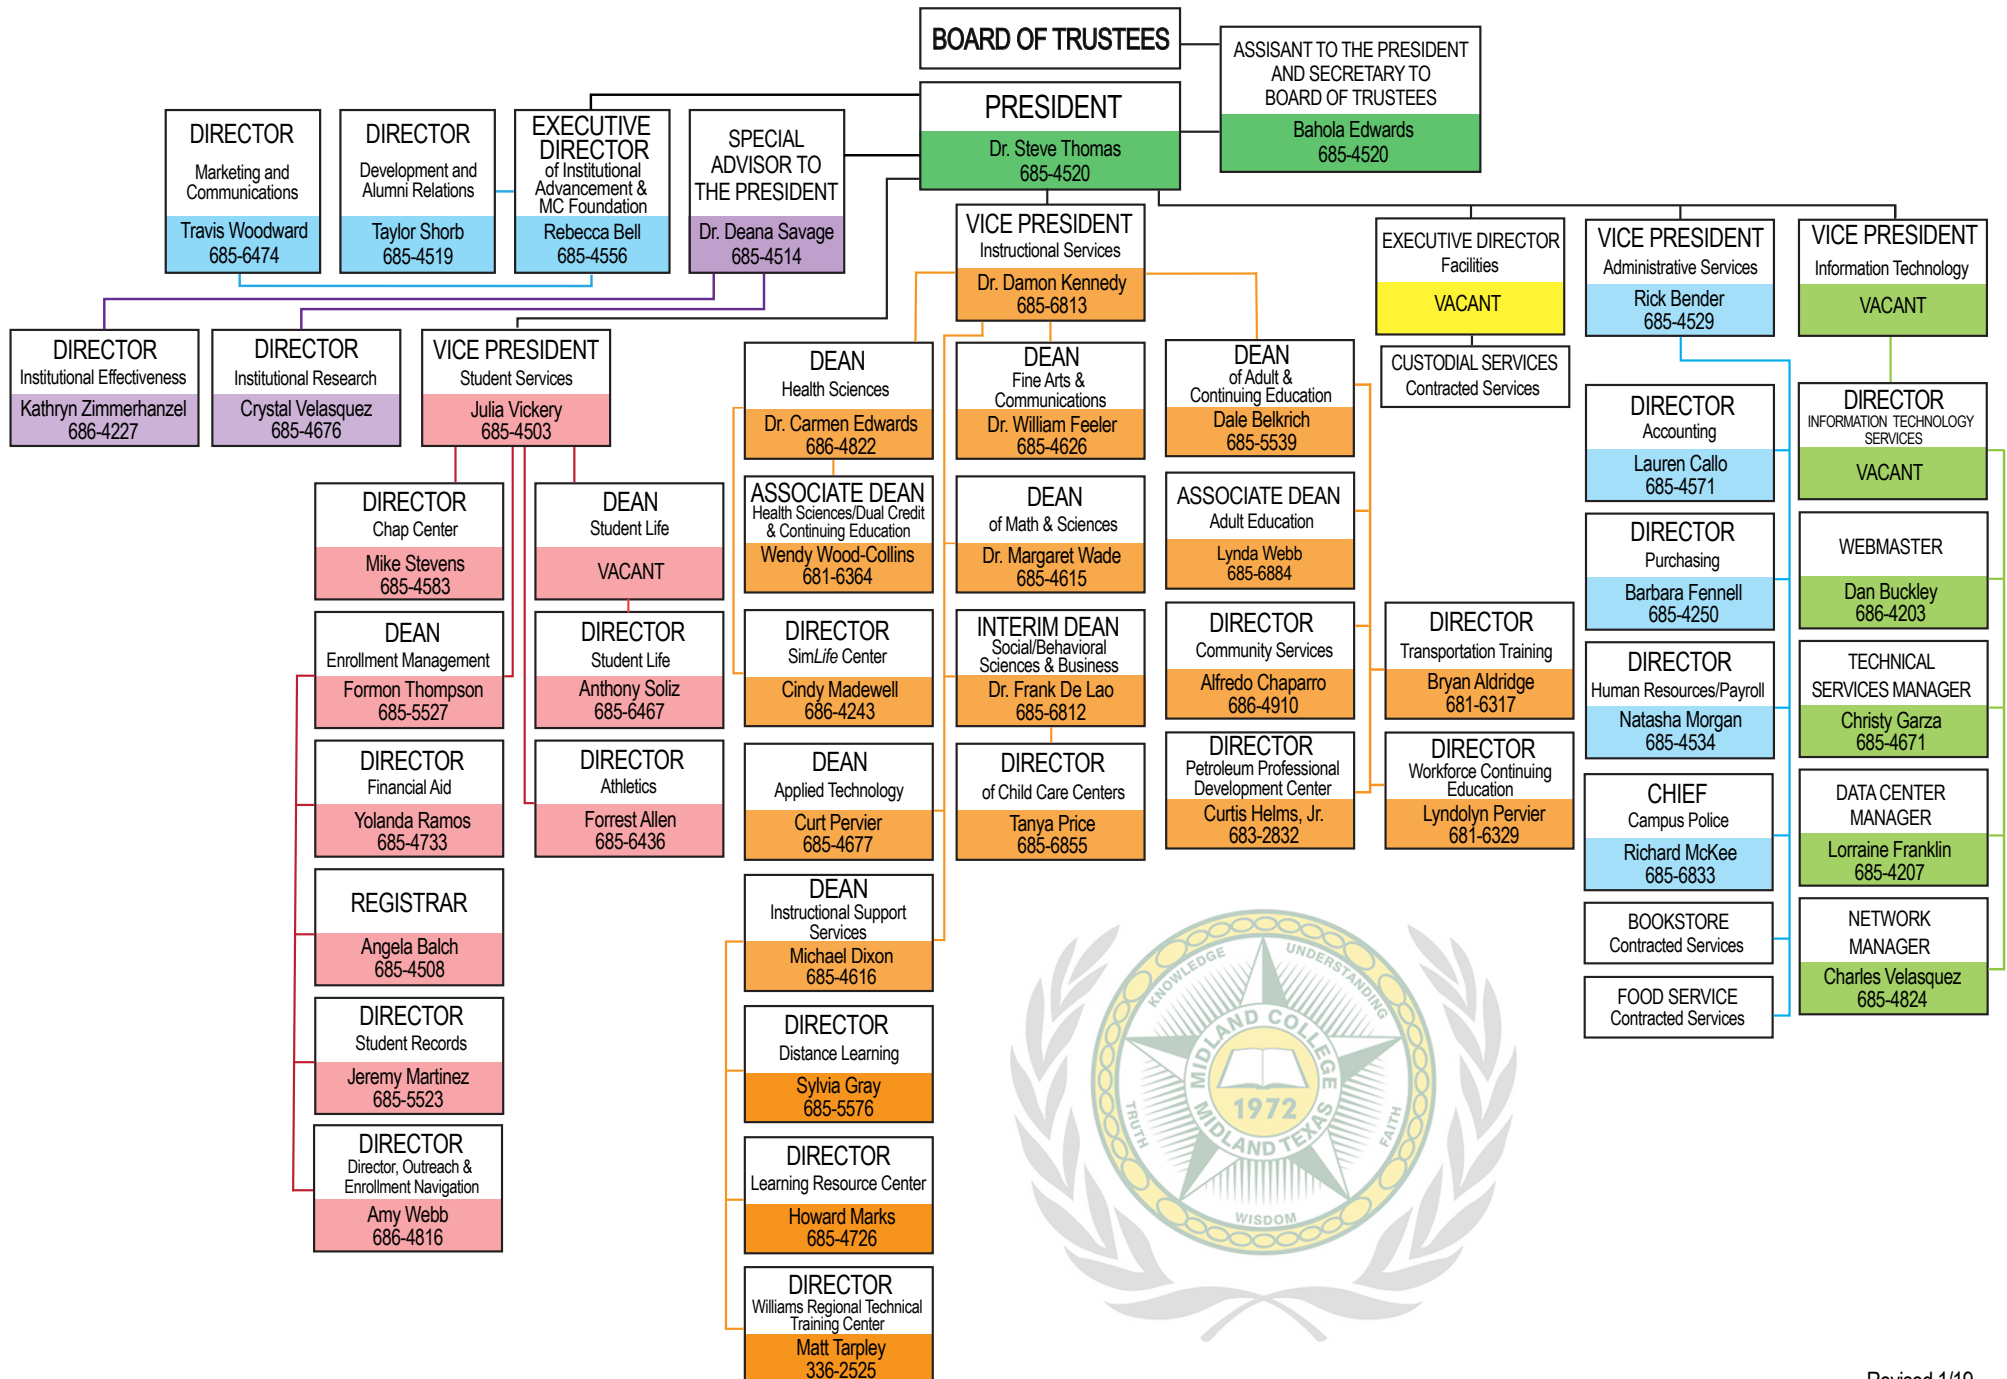 BOARD OF TRUSTEES
ASSISANT TO THE PRESIDENT
AND SECRETARY TO
BOARD OF TRUSTEES
Bahola Edwards
685-4520
PRESIDENT
Dr. Steve Thomas
685-4520
DIRECTOR
Marketing and
Communications
Travis Woodward
685-6474
DIRECTOR
Development and
Alumni Relations
Taylor Shorb
685-4519
EXECUTIVE
DIRECTOR
of Institutional
Advancement &
MC Foundation
Rebecca Bell
685-4556
SPECIAL
ADVISOR TO
THE PRESIDENT
Dr. Deana Savage
685-4514
VICE PRESIDENT
Instructional Services
Dr. Damon Kennedy
685-6813
EXECUTIVE DIRECTOR
Facilities
VACANT
CUSTODIAL SERVICES
Contracted Services
VICE PRESIDENT
Administrative Services
Rick Bender
685-4529
VICE PRESIDENT
Information Technology
VACANT
DIRECTOR
Institutional Effectiveness
Kathryn Zimmerhanzel
686-4227
DIRECTOR
Institutional Research
Crystal Velasquez
685-4676
VICE PRESIDENT
Student Services
Julia Vickery
685-4503
DIRECTOR
Chap Center
Mike Stevens
685-4583
DEAN
Enrollment Management
Formon Thompson
685-5527
DIRECTOR
Financial Aid
Yolanda Ramos
685-4733
REGISTRAR
Angela Balch
685-4508
DIRECTOR
Student Records
Jeremy Martinez
685-5523
DIRECTOR
Director, Outreach &
Enrollment Navigation
Amy Webb
686-4816
DEAN
Student Life
VACANT
DIRECTOR
Student Life
Anthony Soliz
685-6467
DIRECTOR
Athletics
Forrest Allen
685-6436
DEAN
Health Sciences
Dr. Carmen Edwards
686-4822
ASSOCIATE DEAN
Health Sciences/Dual Credit
& Continuing Education
Wendy Wood-Collins
681-6364
DIRECTOR
SimLife Center
Cindy Madewell
686-4243
DEAN
Applied Technology
Curt Pervier
685-4677
DEAN
Instructional Support
Services
Michael Dixon
685-4616
DIRECTOR
Distance Learning
Sylvia Gray
685-5576
DIRECTOR
Learning Resource Center
Howard Marks
685-4726
DIRECTOR
Williams Regional Technical
Training Center
Matt Tarpley
336-2525
DEAN
Fine Arts &
Communications
Dr. William Feeler
685-4626
DEAN
of Math & Sciences
Dr. Margaret Wade
685-4615
INTERIM DEAN
Social/Behavioral
Sciences & Business
Dr. Frank De Lao
685-6812
DIRECTOR
of Child Care Centers
Tanya Price
685-6855
DEAN
of Adult &
Continuing Education
Dale Belkrich
685-5539
ASSOCIATE DEAN
Adult Education
Lynda Webb
685-6884
DIRECTOR
Community Services
Alfredo Chaparro
686-4910
DIRECTOR
Petroleum Professional
Development Center
Curtis Helms, Jr.
683-2832
DIRECTOR
Transportation Training
Bryan Aldridge
681-6317
DIRECTOR
Workforce Continuing
Education
Lyndolyn Pervier
681-6329
DIRECTOR
Accounting
Lauren Callo
685-4571
DIRECTOR
Purchasing
Barbara Fennell
685-4250
DIRECTOR
Human Resources/Payroll
Natasha Morgan
685-4534
CHIEF
Campus Police
Richard McKee
685-6833
BOOKSTORE
Contracted Services
FOOD SERVICE
Contracted Services
DIRECTOR
INFORMATION TECHNOLOGY
SERVICES
VACANT
WEBMASTER
Dan Buckley
686-4203
TECHNICAL
SERVICES MANAGER
Christy Garza
685-4671
DATA CENTER
MANAGER
Lorraine Franklin
685-4207
NETWORK
MANAGER
Charles Velasquez
685-4824
KNOWLEDGE
UNDERSTANDING
TRUTH
FAITH
WISDOM
MIDLAND COLLEGE
1972
MIDLAND TEXAS
Revised 1/19